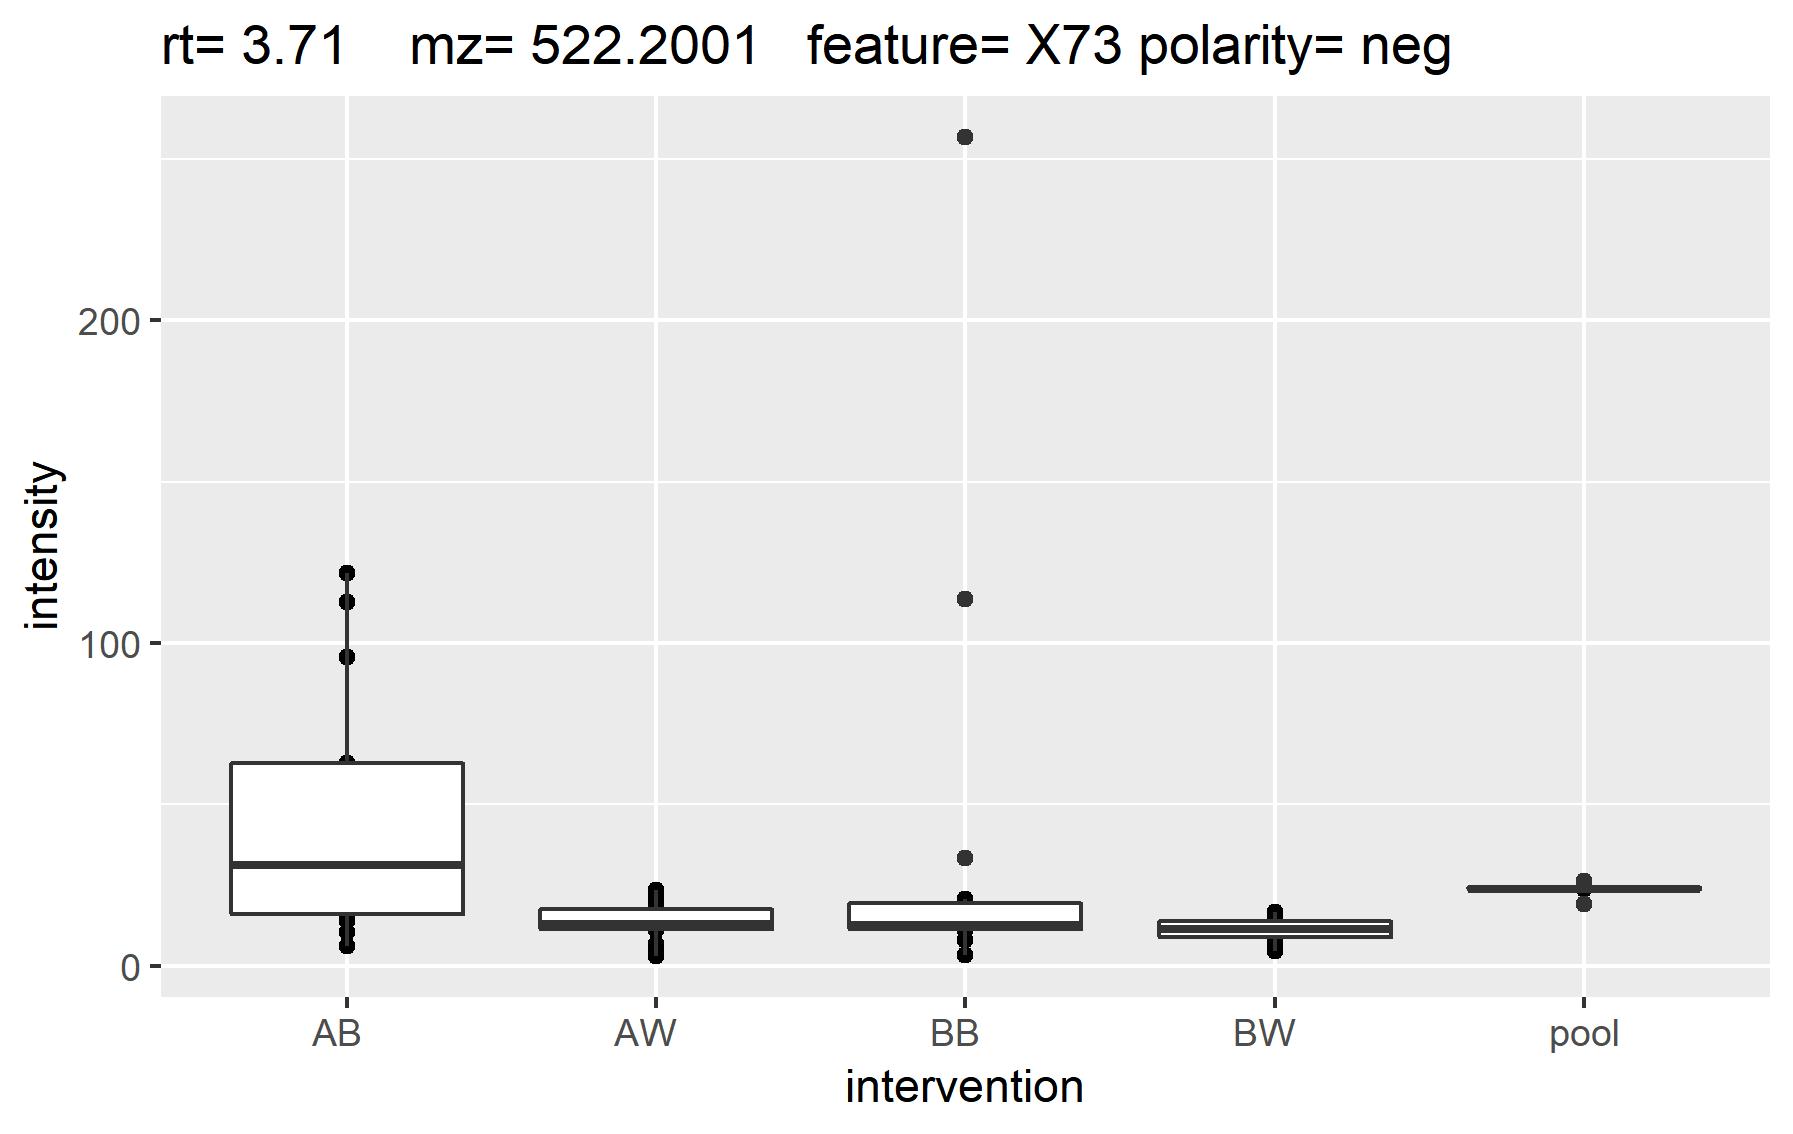 rt= 3.71 mz= 522.2001 feature= X73 polarity= neg
intensity
200
100
0
AB AW BB BW pool
intervention